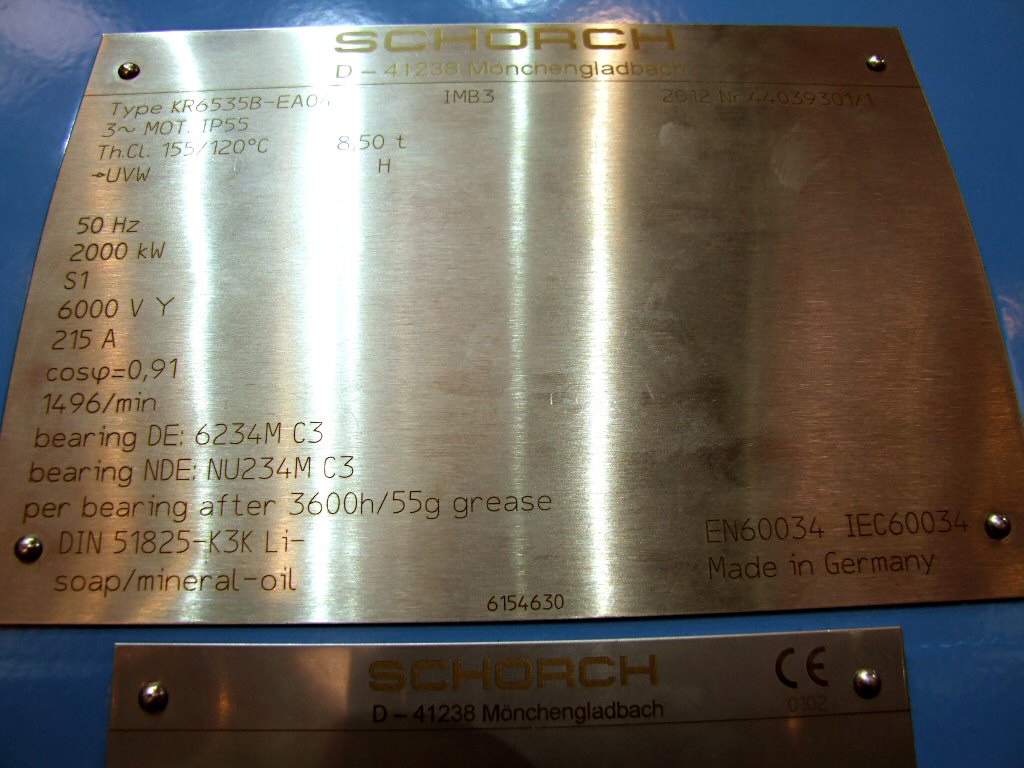 SCHORCH
D - 41238 Mönchengladbach
Type KR6535B-EA04 IMB3 2012 Nr.44039301/1
3~ MOT. IP55
Th.Cl. 155/120°C 8,50 t
→UVW H
50 Hz
2000 kW
S1
6000 V Y
215 A
cosφ=0,91
1496/min
bearing DE: 6234M C3
bearing NDE: NU234M C3
per bearing after 3600h/55g grease
DIN 51825-K3K Li-
soap/mineral-oil
EN60034 IEC60034
Made in Germany
6154630
SCHORCH
D - 41238 Mönchengladbach
CE
0102